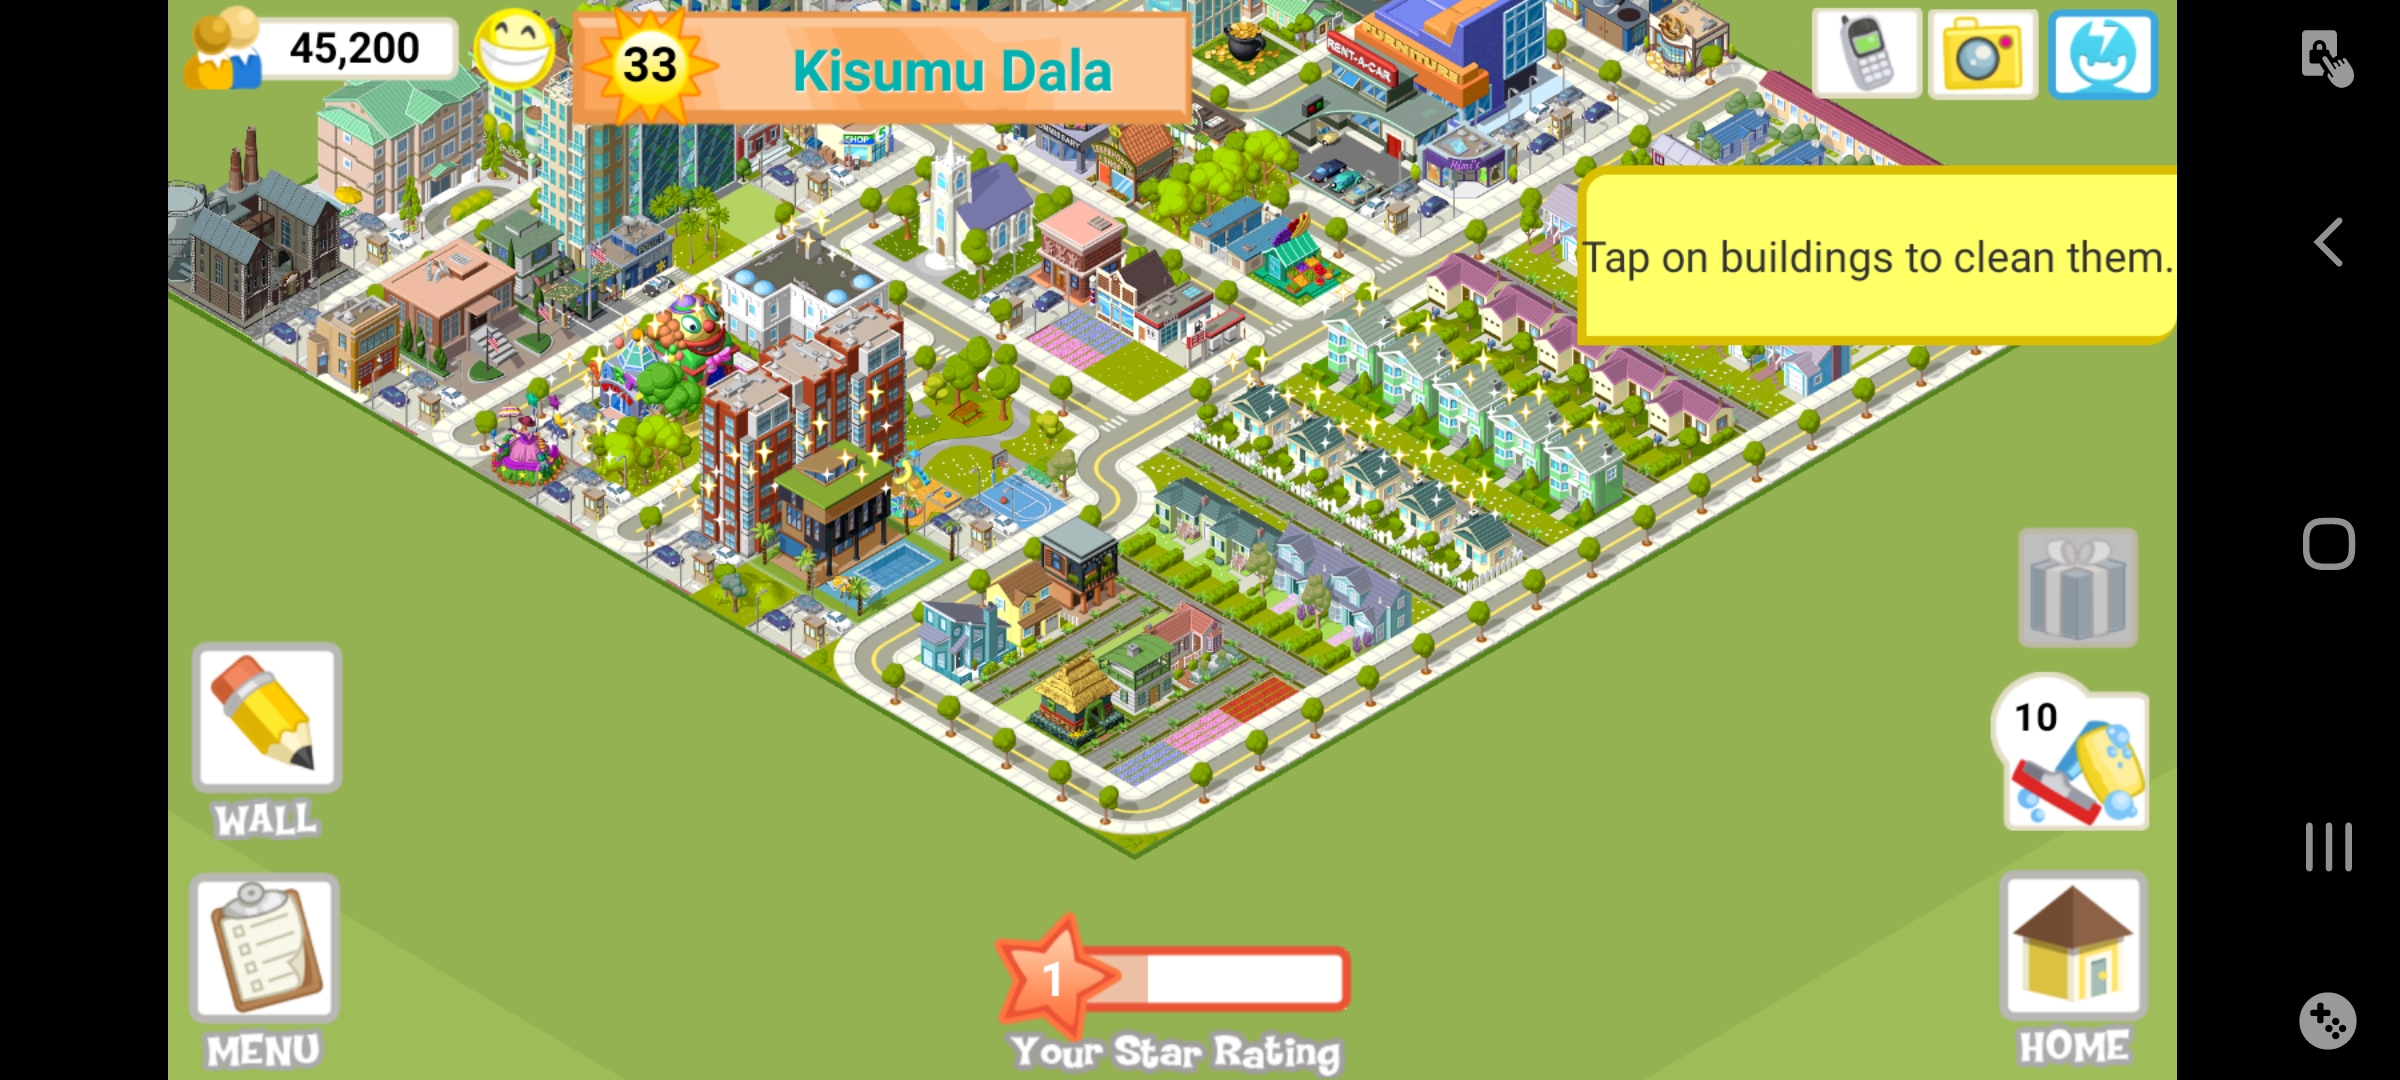 45,200
33
Kisumu Dala
RENT-A-CAR
FURNITURE
SHOP
Tap on buildings to clean them.
WALL
10
MENU
1
Your Star Rating
HOME